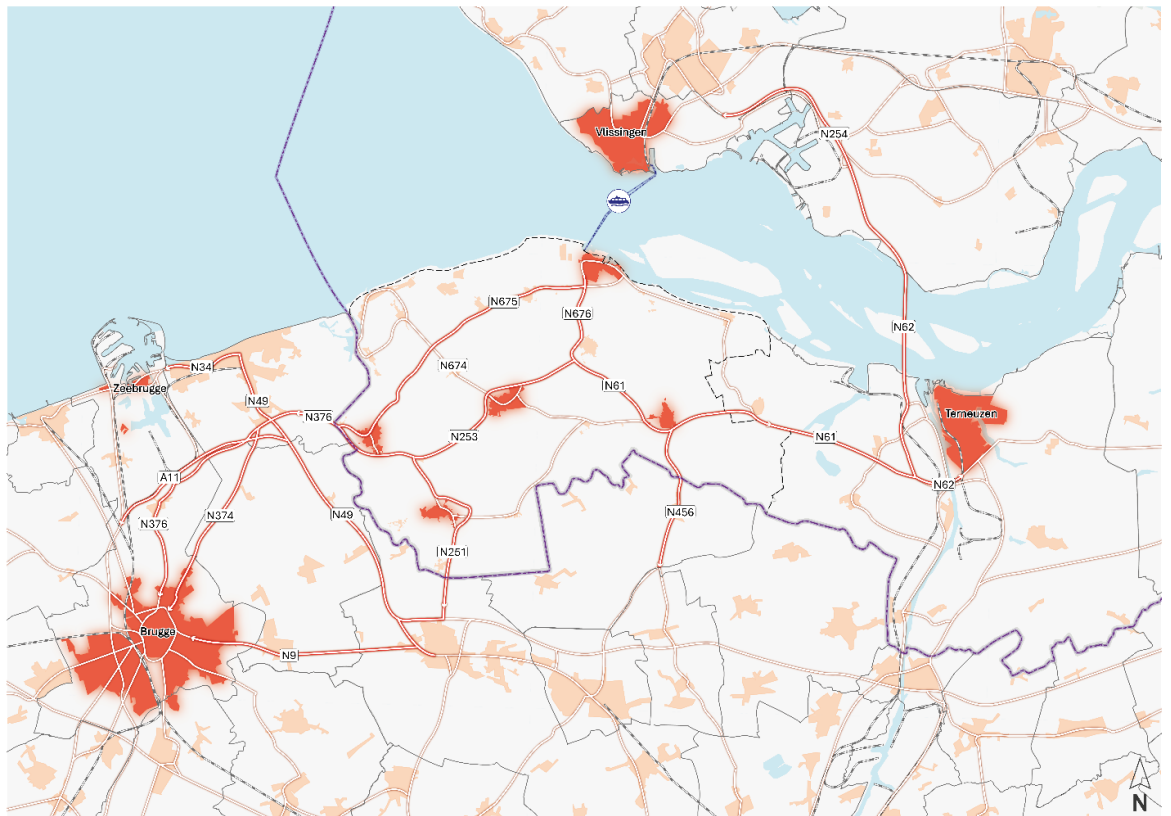 Vlissingen
N254
N675
N676
N62
N34
N674
Zeebrugge
N61
N49
N376
Terneuzen
N253
N61
A11
N62
N376
N374
N49
N456
N251
Brugge
N9
N